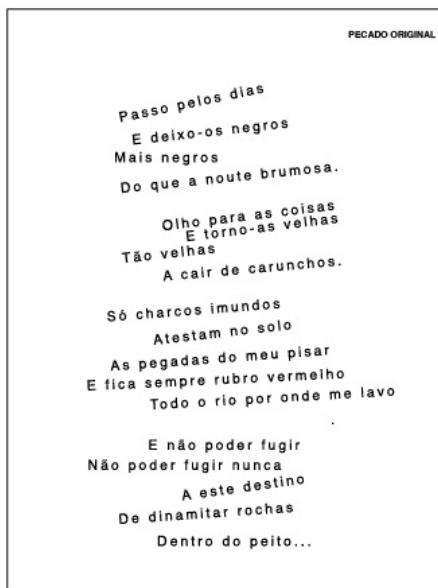 PECADO ORIGINAL
Passo pelos dias
E deixo-os negros
Mais negros
Do que a noute brumosa.
Olho para as coisas
E torno-as velhas
Tão velhas
A cair de carunchos.
Só charcos imundos
Atestam no solo
As pegadas do meu pisar
E fica sempre rubro vermelho
Todo o rio por onde me lavo
.
E não poder fugir
Não poder fugir nunca
A este destino
De dinamitar rochas
Dentro do peito...